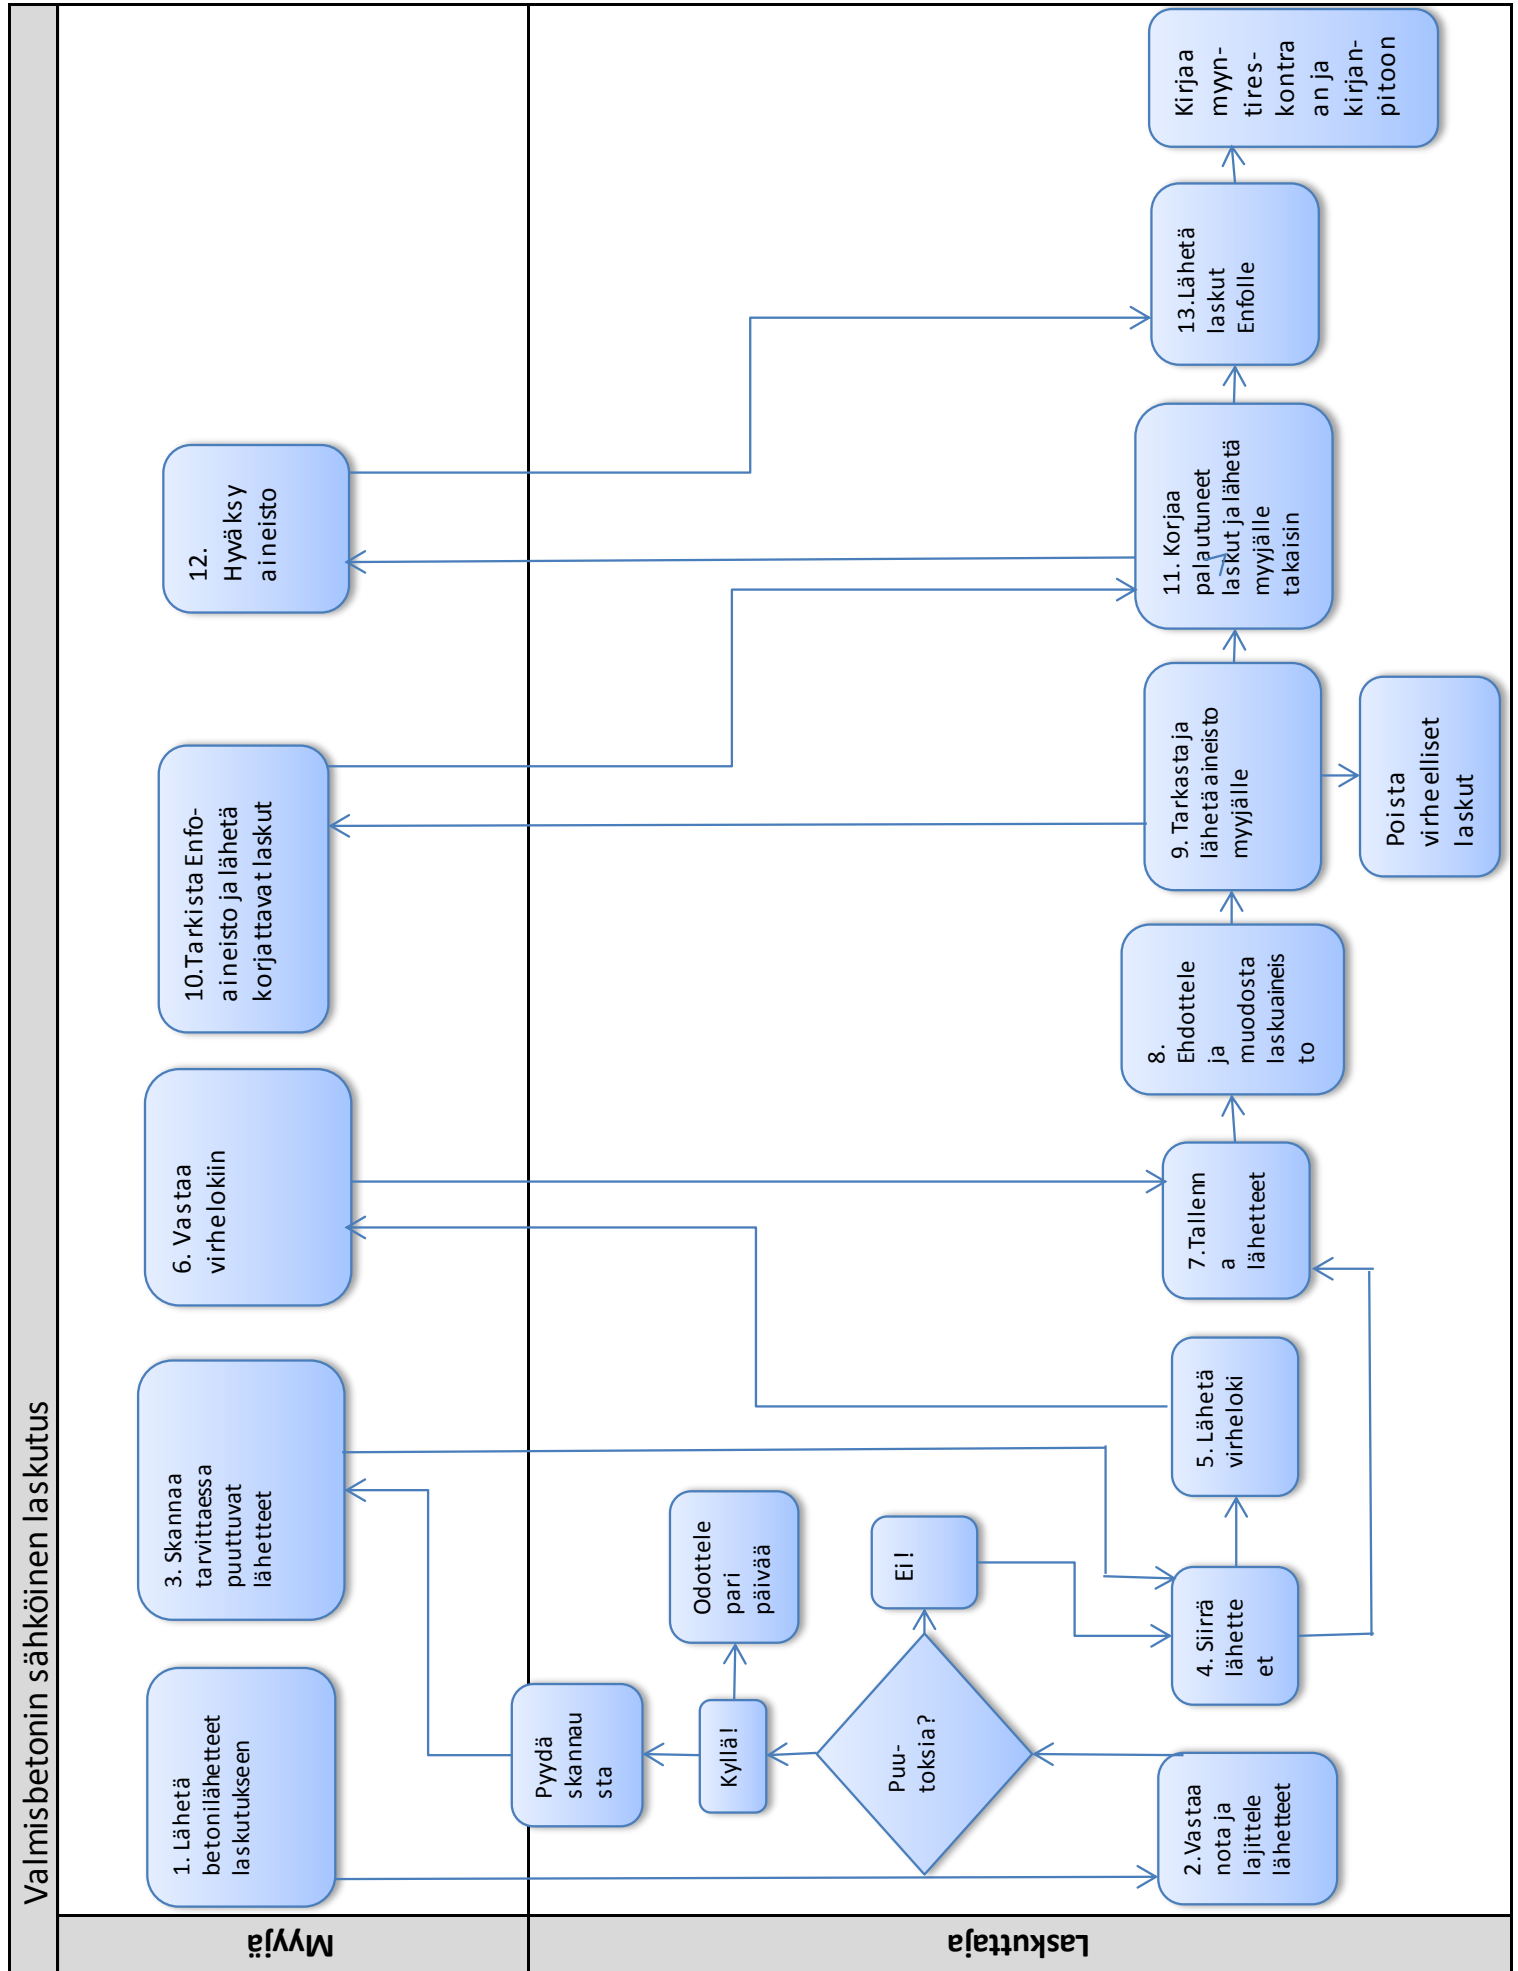 Valmisbetonin sähköinen laskutus
Myyjä
1. Lähetä
betonilähetteet
laskutukseen
3. Skannaa
tarvittaessa
puuttuvat
lähetteet
6. Vastaa
virhelokiin
10.Tarkista Enfo-
aineisto ja lähetä
korjattavat laskut
12.
Hyväksy
aineisto
Laskuttaja
2.Vastaa
nota ja
lajittele
lähetteet
Puu-
toksia?
Kyllä!
Pyydä
skannau
sta
Odottele
pari
päivää
Ei!
4. Siirrä
lähette
et
5. Lähetä
virheloki
7.Tallenn
a
lähetteet
8.
Ehdottele
ja
muodosta
laskuaineis
to
9. Tarkasta ja
lähetä aineisto
myyjälle
Poista
virheelliset
laskut
11. Korjaa
palautuneet
laskut ja lähetä
myyjälle
takaisin
13.Lähetä
laskut
Enfolle
Kirjaa
myyn-
tires-
kontra
an ja
kirjan-
pitoon